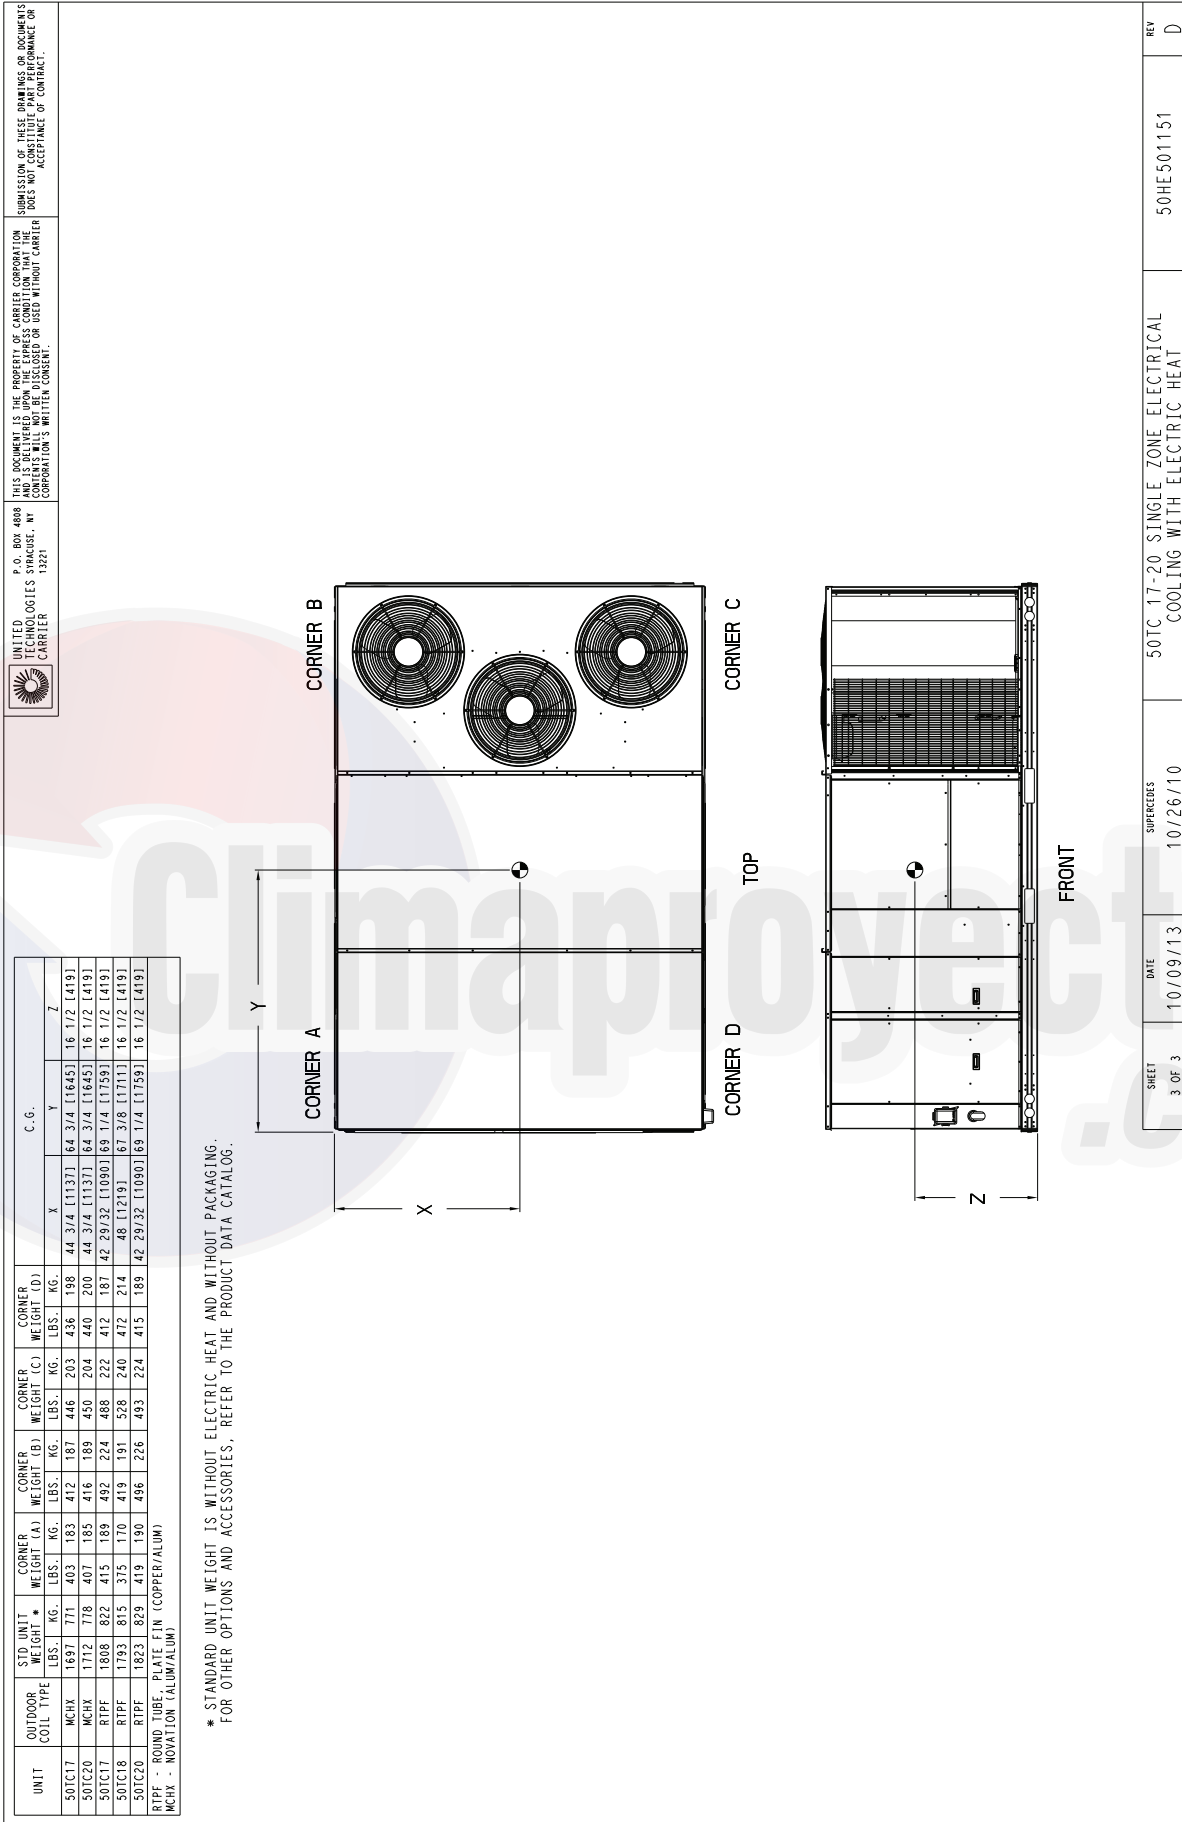 UNITED
TECHNOLOGIES
CARRIER
P.O. BOX 4808
SYRACUSE, NY
13221
THIS DOCUMENT IS THE PROPERTY OF CARRIER CORPORATION
AND IS DELIVERED UPON THE EXPRESS CONDITION THAT THE
CONTENTS WILL NOT BE DISCLOSED OR USED WITHOUT CARRIER
CORPORATION'S WRITTEN CONSENT.
SUBMISSION OF THESE DRAWINGS OR DOCUMENTS
DOES NOT CONSTITUTE PART PERFORMANCE OR
ACCEPTANCE OF CONTRACT.
UNIT OUTDOOR COIL TYPE STD UNIT WEIGHT * CORNER WEIGHT (A) CORNER WEIGHT (B) CORNER WEIGHT (C) CORNER WEIGHT (D) C.G.
LBS. KG. LBS. KG. LBS. KG. LBS. KG. LBS. KG. X Y Z
50TC17 MCHX 1697 771 403 183 412 187 446 203 436 198 44 3/4 [1137] 64 3/4 [1645] 16 1/2 [419]
50TC20 MCHX 1712 778 407 185 416 189 450 204 440 200 44 3/4 [1137] 64 3/4 [1645] 16 1/2 [419]
50TC17 RTPF 1808 822 415 189 492 224 488 222 412 187 42 29/32 [1090] 69 1/4 [1759] 16 1/2 [419]
50TC18 RTPF 1793 815 375 170 419 191 528 240 472 214 48 [1219] 67 3/8 [1711] 16 1/2 [419]
50TC20 RTPF 1823 829 419 190 496 226 493 224 415 189 42 29/32 [1090] 69 1/4 [1759] 16 1/2 [419]
RTPF - ROUND TUBE, PLATE FIN (COPPER/ALUM)
MCHX - NOVATION (ALUM/ALUM)
* STANDARD UNIT WEIGHT IS WITHOUT ELECTRIC HEAT AND WITHOUT PACKAGING.
FOR OTHER OPTIONS AND ACCESSORIES, REFER TO THE PRODUCT DATA CATALOG.
Y
CORNER A
CORNER B
X
CORNER D
CORNER C
TOP
Z
FRONT
Climaproyect
.c
SHEET
3 OF 3
DATE
10/09/13
SUPERCEDES
10/26/10
50TC 17-20 SINGLE ZONE ELECTRICAL
COOLING WITH ELECTRIC HEAT
50HE501151
REV
D